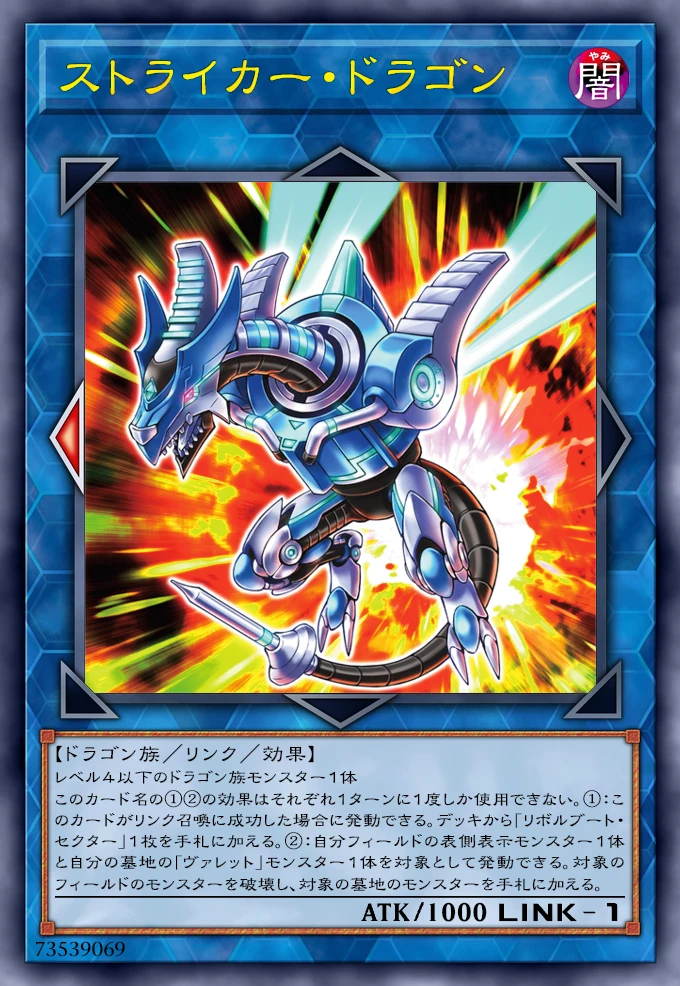 ストライカー・ドラゴン
やみ
闇
【ドラゴン族／リンク／効果】
レベル４以下のドラゴン族モンスター１体
このカード名の①②の効果はそれぞれ１ターンに１度しか使用できない。①：こ
のカードがリンク召喚に成功した場合に発動できる。デッキから「リボルブート・
セクター」１枚を手札に加える。②：自分フィールドの表側表示モンスター１体
と自分の墓地の「ヴァレット」モンスター１体を対象として発動できる。対象の
フィールドのモンスターを破壊し、対象の墓地のモンスターを手札に加える。
ATK/1000 LINK－1
73539069